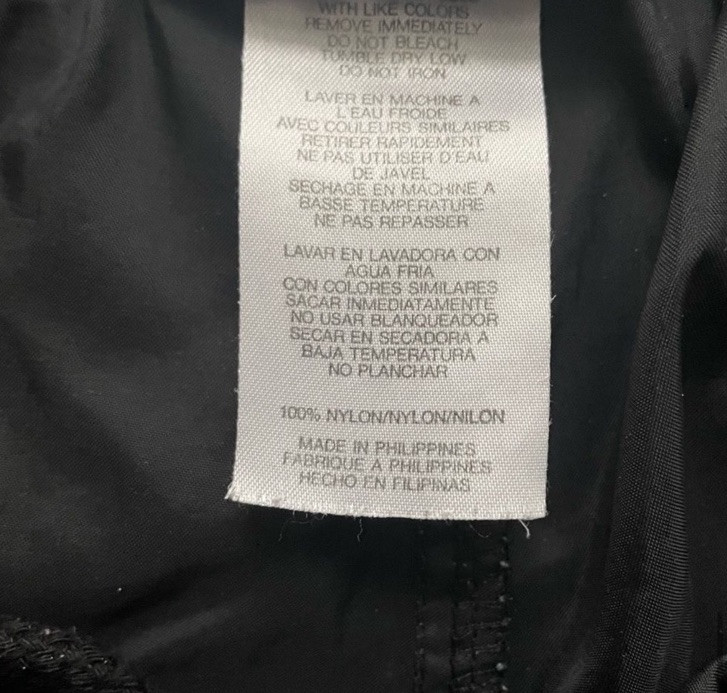 WITH LIKE COLORS
REMOVE IMMEDIATELY
DO NOT BLEACH
TUMBLE DRY LOW
DO NOT IRON
LAVER EN MACHINE A
L'EAU FROIDE
AVEC COULEURS SIMILAIRES
RETIRER RAPIDEMENT
NE PAS UTILISER D'EAU
DE JAVEL
SECHAGE EN MACHINE A
BASSE TEMPERATURE
NE PAS REPASSER
LAVAR EN LAVADORA CON
AGUA FRIA
CON COLORES SIMILARES
SACAR INMEDIATAMENTE
NO USAR BLANQUEADOR
SECAR EN SECADORA A
BAJA TEMPERATURA
NO PLANCHAR
100% NYLON/NYLON/NILON
MADE IN PHILIPPINES
FABRIQUE A PHILIPPINES
HECHO EN FILIPINAS